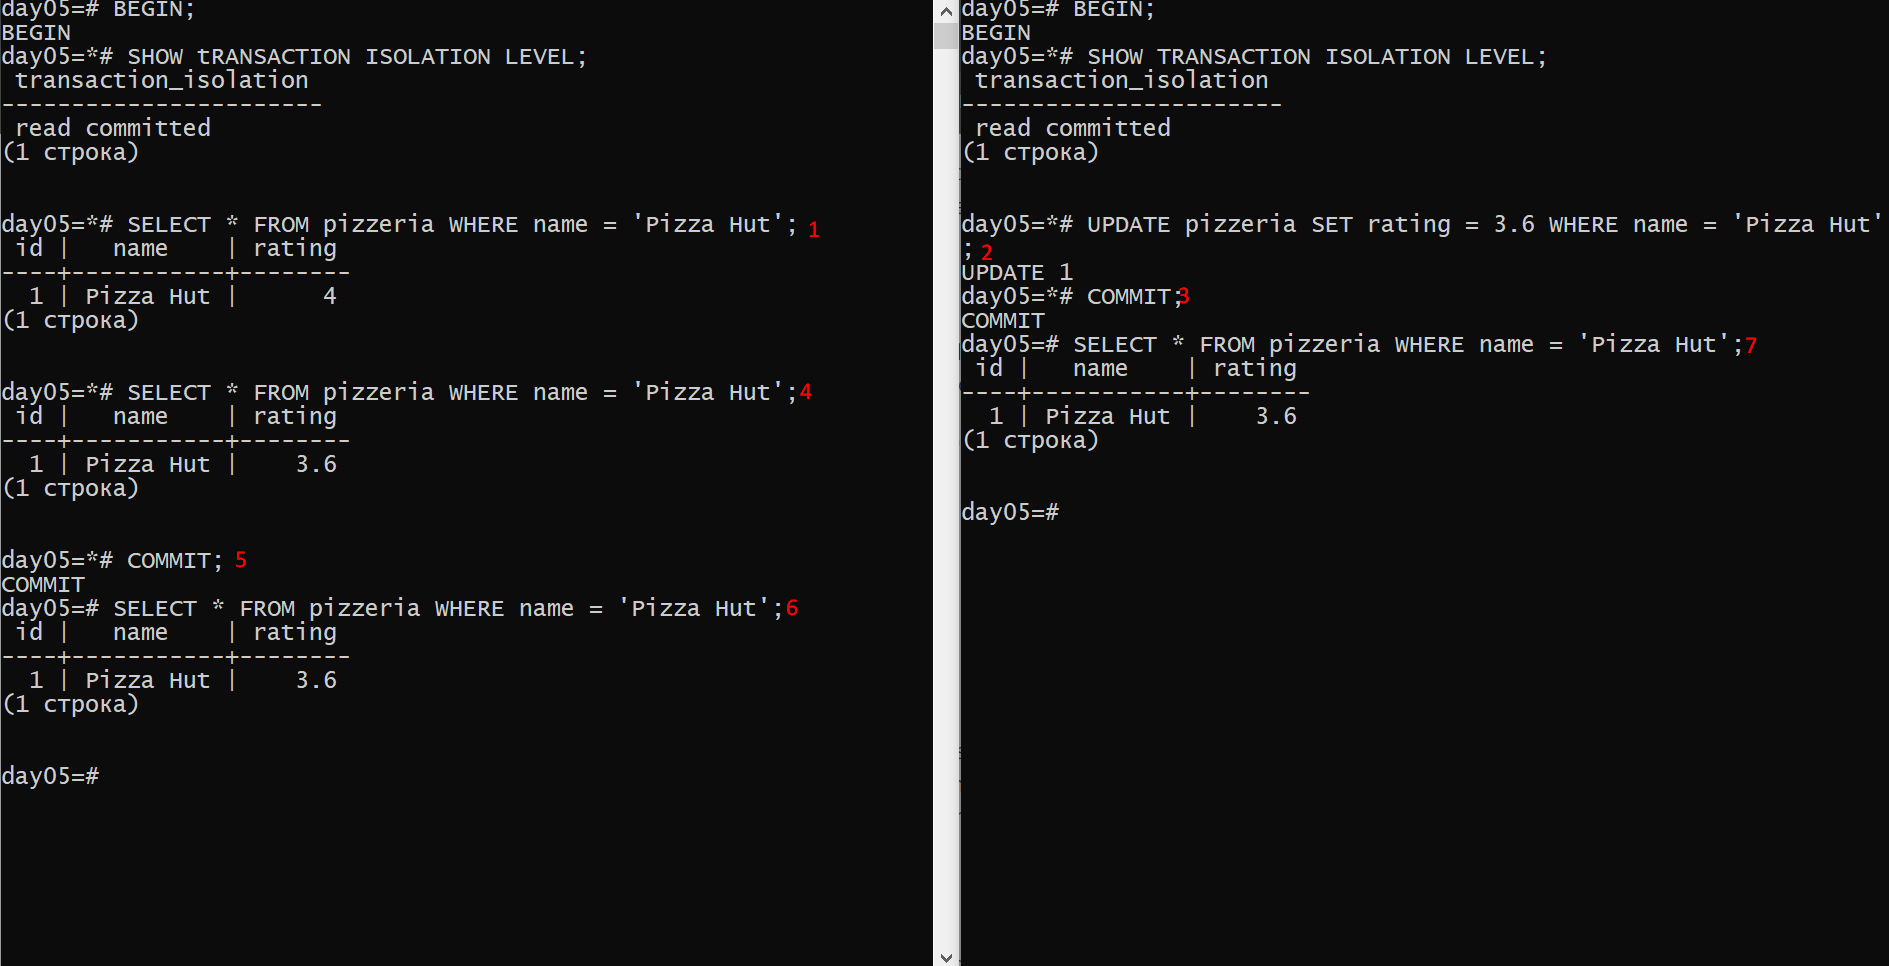 day05=# BEGIN;
BEGIN
day05=*# SHOW tRANSACTION ISOLATION LEVEL;
 transaction_isolation
-----------------------
 read committed
(1 строка)
day05=*# SELECT * FROM pizzeria WHERE name = 'Pizza Hut'; 1
 id |   name    | rating
----+-----------+--------
  1 | Pizza Hut |      4
(1 строка)
day05=*# SELECT * FROM pizzeria WHERE name = 'Pizza Hut';4
 id |   name    | rating
----+-----------+--------
  1 | Pizza Hut |    3.6
(1 строка)
day05=*# COMMIT; 5
COMMIT
day05=# SELECT * FROM pizzeria WHERE name = 'Pizza Hut';6
 id |   name    | rating
----+-----------+--------
  1 | Pizza Hut |    3.6
(1 строка)
day05=#
day05=# BEGIN;
BEGIN
day05=*# SHOW TRANSACTION ISOLATION LEVEL;
 transaction_isolation
-----------------------
 read committed
(1 строка)
day05=*# UPDATE pizzeria SET rating = 3.6 WHERE name = 'Pizza Hut'
; 2
UPDATE 1
day05=*# COMMIT;3
COMMIT
day05=# SELECT * FROM pizzeria WHERE name = 'Pizza Hut';7
 id |   name    | rating
----+-----------+--------
  1 | Pizza Hut |    3.6
(1 строка)
day05=#